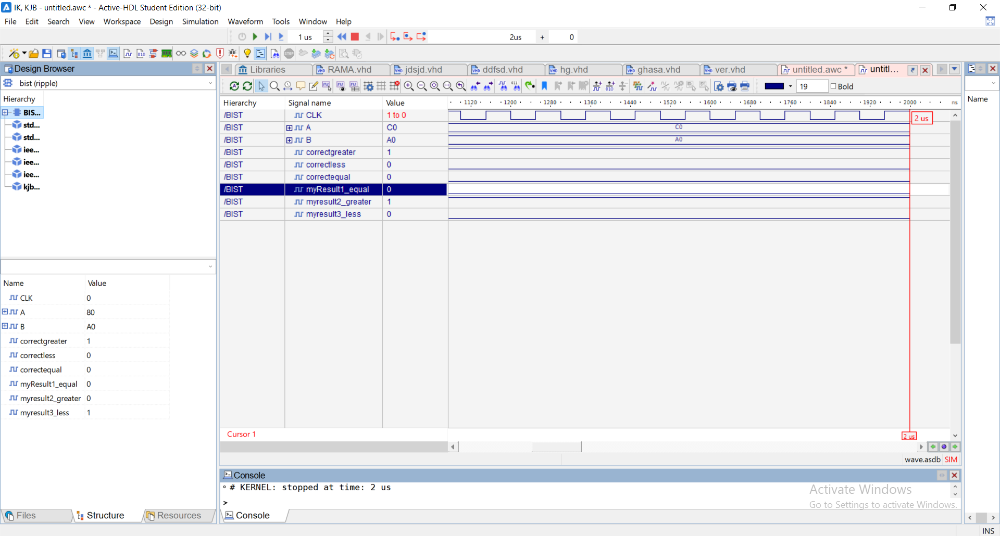 IK, KJB - untitled.awc * - Active-HDL Student Edition (32-bit)
File Edit Search View Workspace Design Simulation Waveform Tools Window Help
1 us 2us + 0
Design Browser
bist (ripple)
Hierarchy
BIS...
std...
std...
iee...
iee...
iee...
kjb...
Name Value
CLK 0
A 80
B A0
correctgreater 1
correctless 0
correctequal 0
myResult1_equal 0
myresult2_greater 0
myresult3_less 1
Files Structure Resources
Libraries RAMA.vhd jdsjd.vhd ddfsd.vhd hg.vhd ghasa.vhd ver.vhd untitled.awc * untitl...
19 Bold
Hierarchy Signal name Value 1120 1200 1280 1360 1440 1520 1600 1680 1760 1840 1920 2000 ns
/BIST CLK 1 to 0 2 us
/BIST A C0 C0
/BIST B A0 A0
/BIST correctgreater 1
/BIST correctless 0
/BIST correctequal 0
/BIST myResult1_equal 0
/BIST myresult2_greater 1
/BIST myresult3_less 0
Cursor 1 2 us
wave.asdb SIM
Console
° # KERNEL: stopped at time: 2 us
>
Console
Name
Activate Windows
Go to Settings to activate Windows.
INS